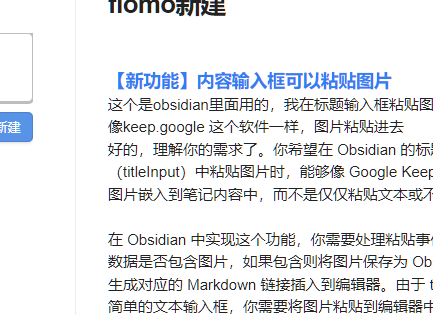 flomo新建
新建
【新功能】内容输入框可以粘贴图片
这个是obsidian里面用的，我在标题输入框粘贴图
像keep.google 这个软件一样，图片粘贴进去
好的，理解你的需求了。你希望在 Obsidian 的标
（titleInput）中粘贴图片时，能够像 Google Keep
图片嵌入到笔记内容中，而不是仅仅粘贴文本或
在 Obsidian 中实现这个功能，你需要处理粘贴事
数据是否包含图片，如果包含则将图片保存为 Ob
生成对应的 Markdown 链接插入到编辑器。由于 t
简单的文本输入框，你需要将图片粘贴到编辑器中